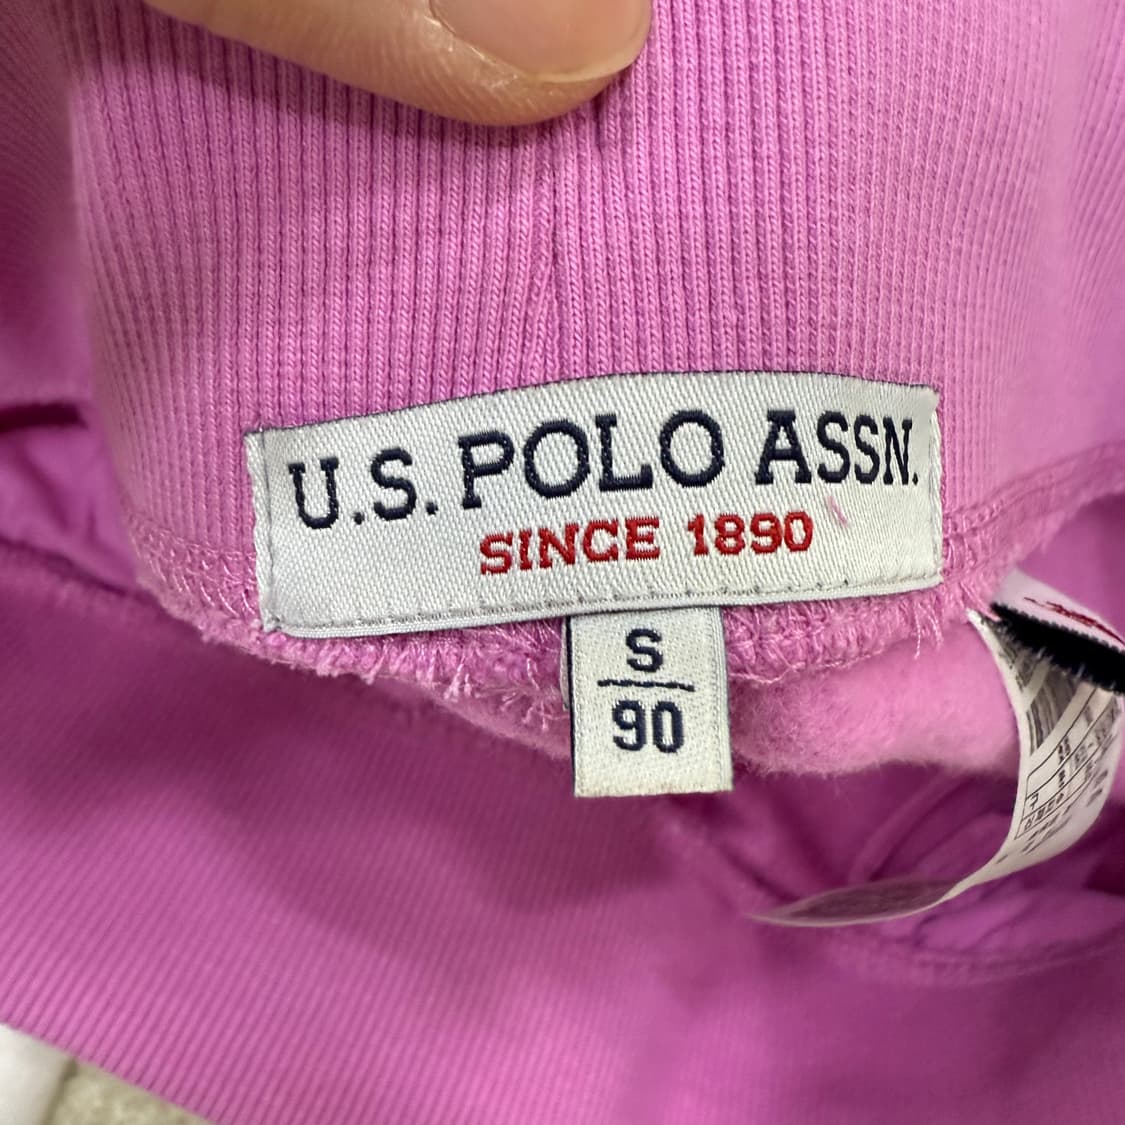 U.S. POLO ASSN.
SINCE 1890
S
90